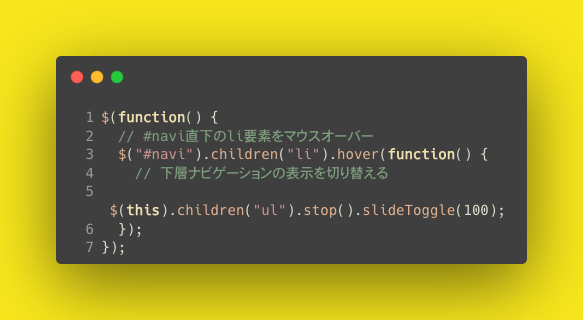 1 $(function() {
2 // #navi直下のli要素をマウスオーバー
3 $("#navi").children("li").hover(function() {
4 // 下層ナビゲーションの表示を切り替える
5
$(this).children("ul").stop().slideToggle(100);
6 });
7 });